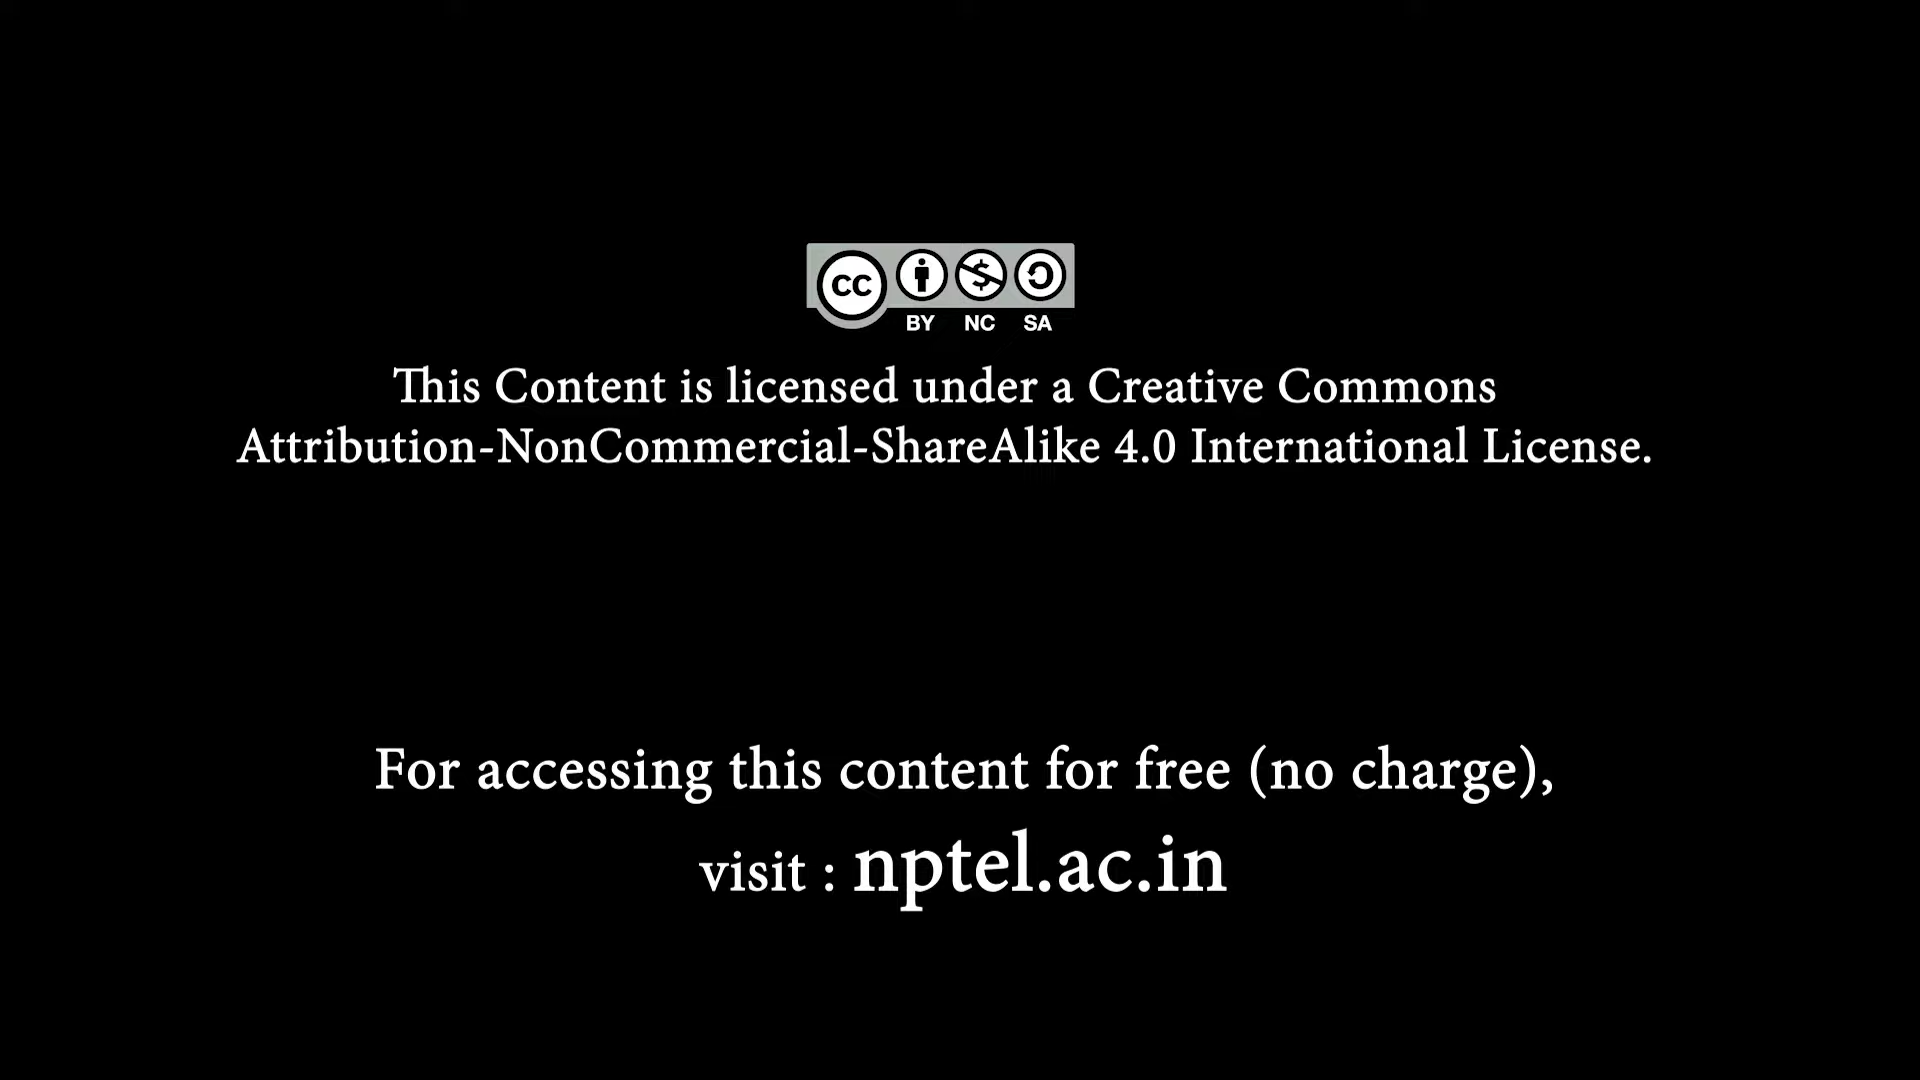 cc
BY NC SA
This Content is licensed under a Creative Commons
Attribution-NonCommercial-ShareAlike 4.0 International License.
For accessing this content for free (no charge),
visit : nptel.ac.in